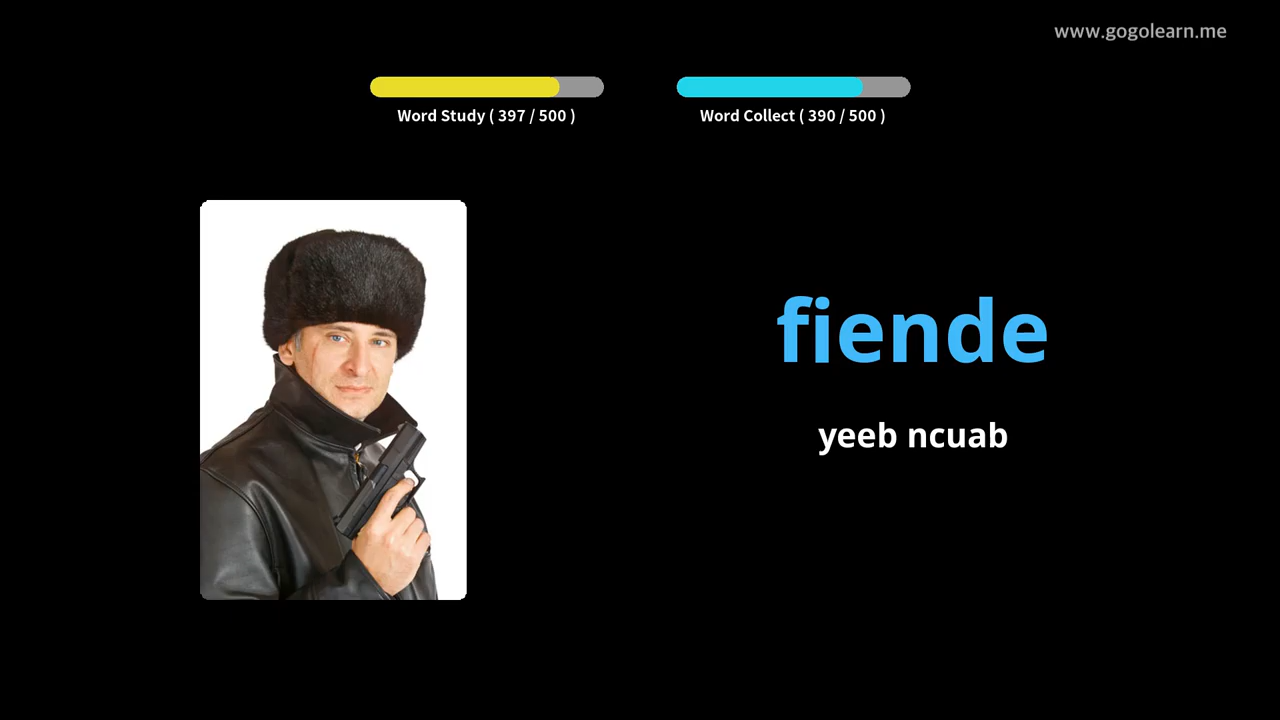 www.gogolearn.me
Word Study ( 397 / 500 )
Word Collect ( 390 / 500 )
fiende
yeeb ncuab